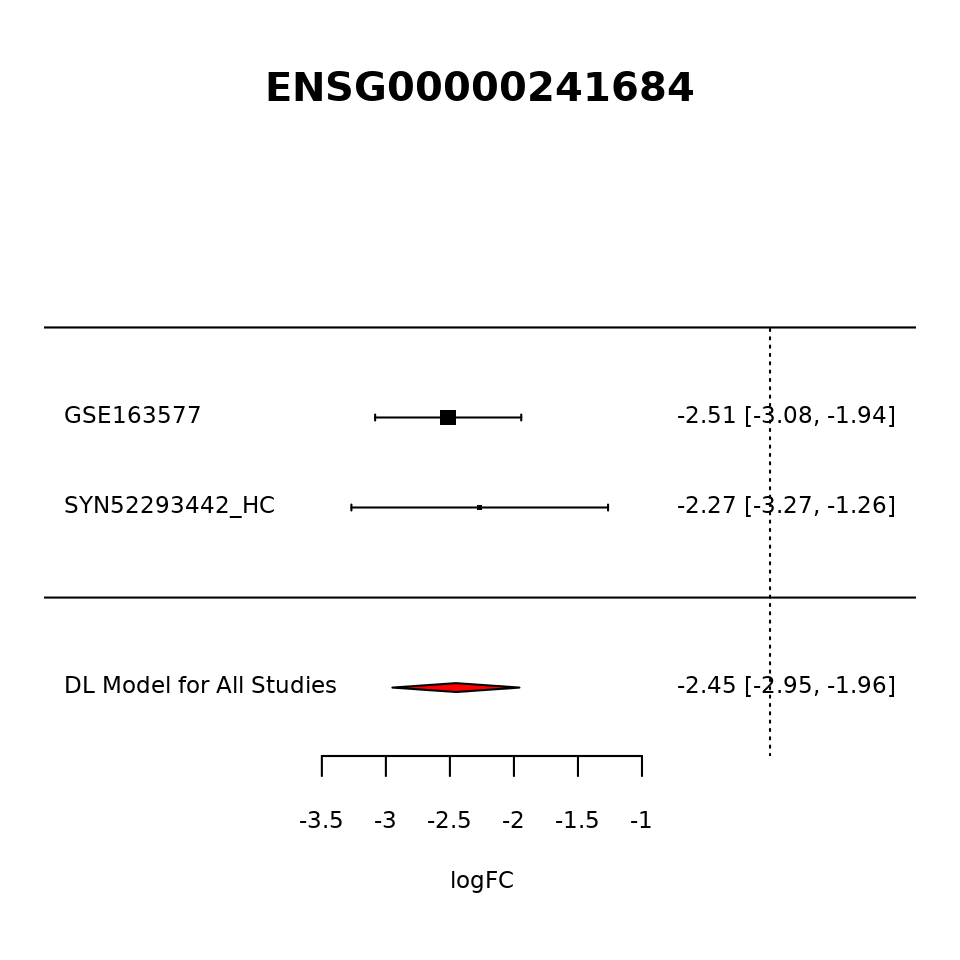 ENSG00000241684
GSE163577 -2.51 [-3.08, -1.94]
SYN52293442_HC -2.27 [-3.27, -1.26]
DL Model for All Studies -2.45 [-2.95, -1.96]
-3.5 -3 -2.5 -2 -1.5 -1
logFC